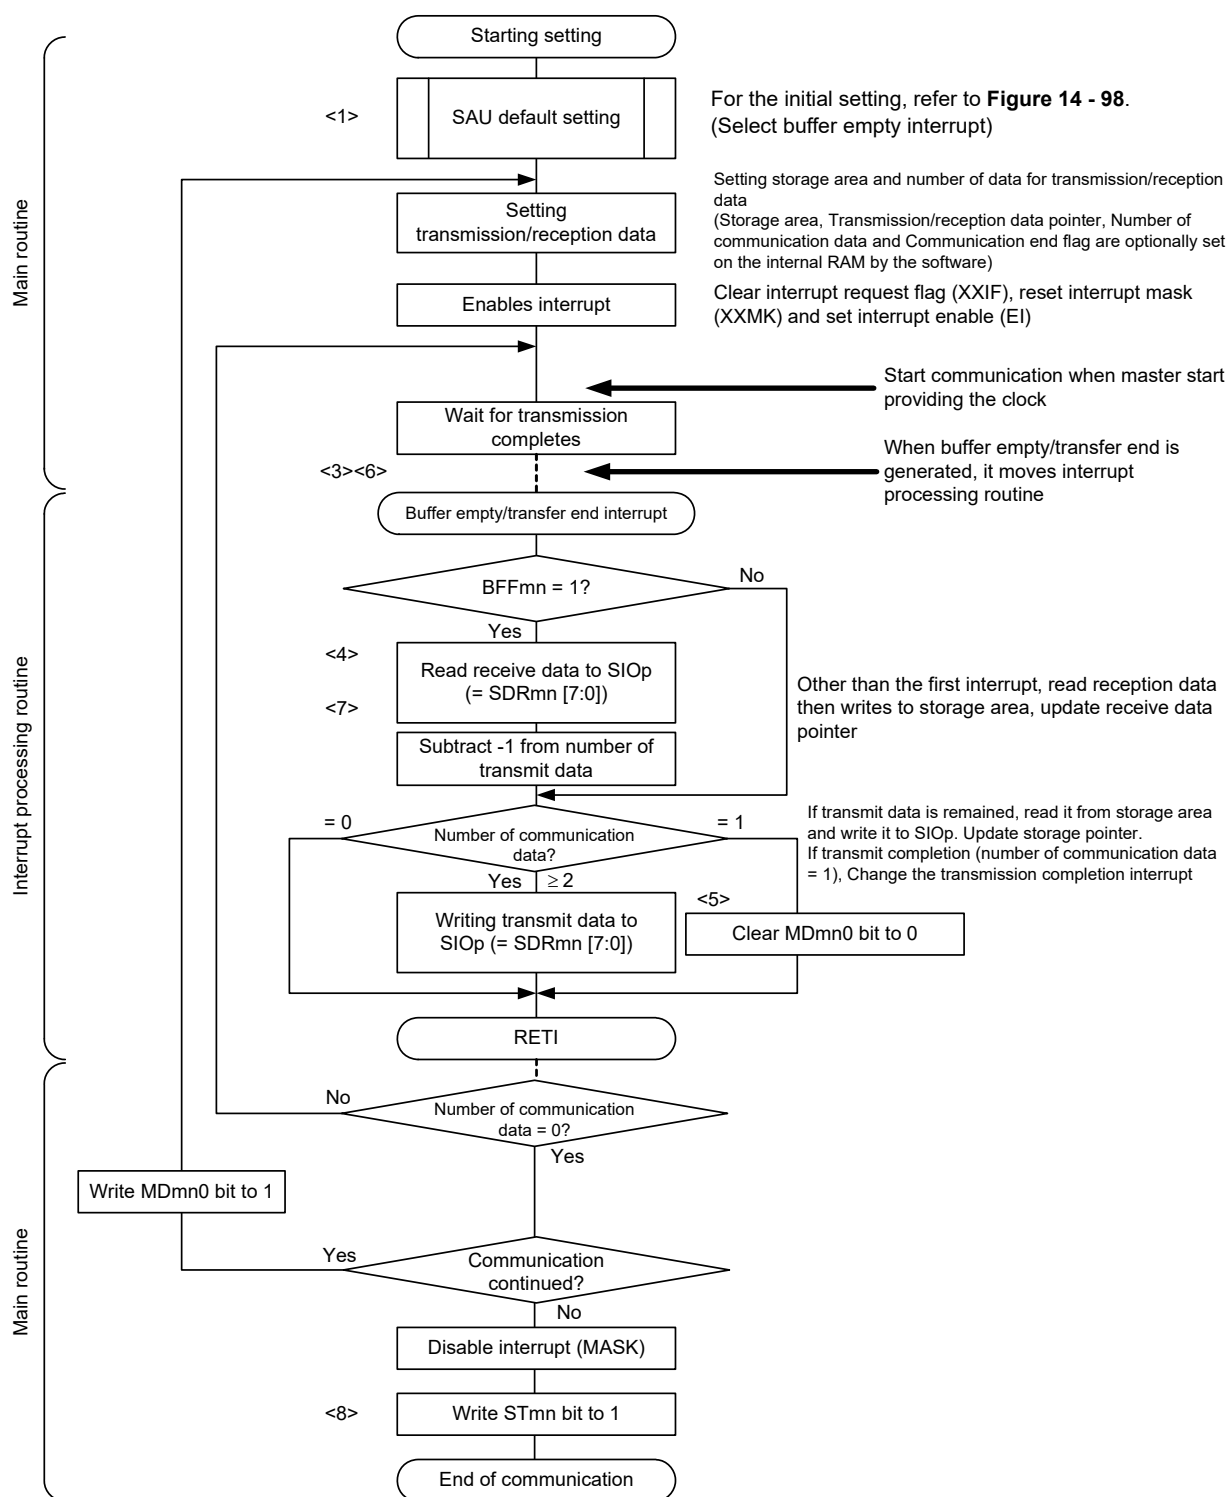 Starting setting
<1>
SAU default setting
For the initial setting, refer to Figure 14 - 98.
(Select buffer empty interrupt)
Main routine
Setting
transmission/reception data
Setting storage area and number of data for transmission/reception
data
(Storage area, Transmission/reception data pointer, Number of
communication data and Communication end flag are optionally set
on the internal RAM by the software)
Enables interrupt
Clear interrupt request flag (XXIF), reset interrupt mask
(XXMK) and set interrupt enable (EI)
Start communication when master start
providing the clock
Wait for transmission
completes
<3><6>
When buffer empty/transfer end is
generated, it moves interrupt
processing routine
Buffer empty/transfer end interrupt
Interrupt processing routine
BFFmn = 1?
No
Yes
<4>
Read receive data to SIOp
(= SDRmn [7:0])
<7>
Other than the first interrupt, read reception data
then writes to storage area, update receive data
pointer
Subtract -1 from number of
transmit data
= 0
Number of communication
data?
= 1
If transmit data is remained, read it from storage area
and write it to SIOp. Update storage pointer.
If transmit completion (number of communication data
= 1), Change the transmission completion interrupt
Yes ≥ 2
<5>
Writing transmit data to
SIOp (= SDRmn [7:0])
Clear MDmn0 bit to 0
RETI
Main routine
No
Number of communication
data = 0?
Yes
Write MDmn0 bit to 1
Yes
Communication
continued?
No
Disable interrupt (MASK)
<8>
Write STmn bit to 1
End of communication